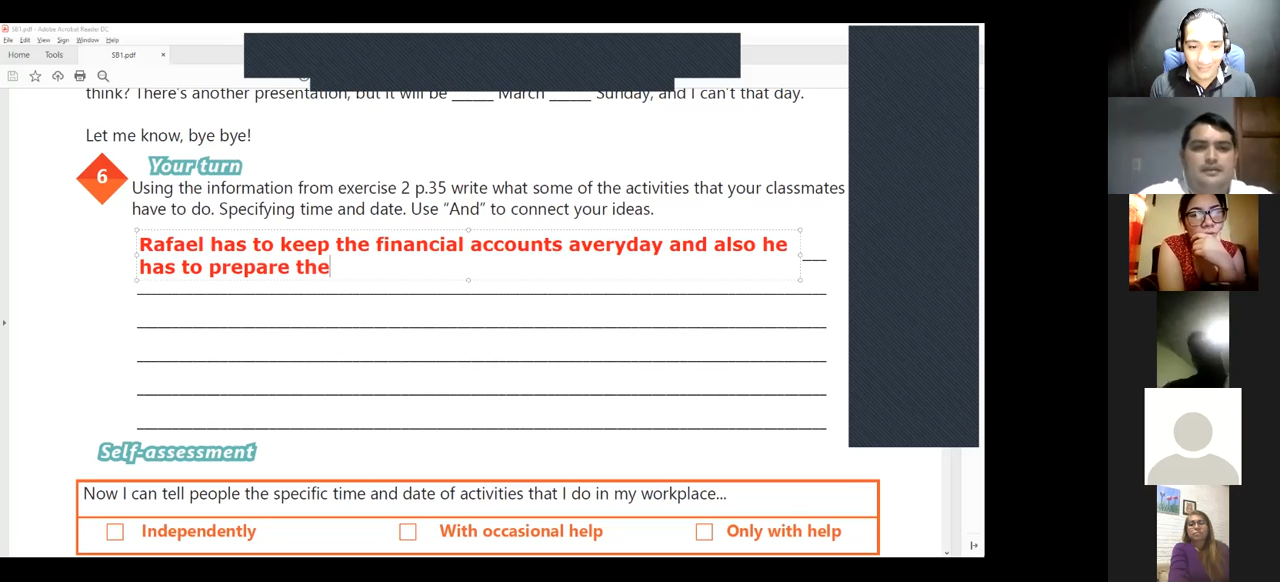 SB1.pdf - Adobe Acrobat Reader DC
File Edit View Sign Window Help
Home Tools SB1.pdf ×
think? There's another presentation, but it will be _____ March _____ Sunday, and I can't that day.
Let me know, bye bye!
6 Your turn
Using the information from exercise 2 p.35 write what some of the activities that your classmates
have to do. Specifying time and date. Use "And" to connect your ideas.
Rafael has to keep the financial accounts averyday and also he
has to prepare the
Self-assessment
Now I can tell people the specific time and date of activities that I do in my workplace...
Independently With occasional help Only with help